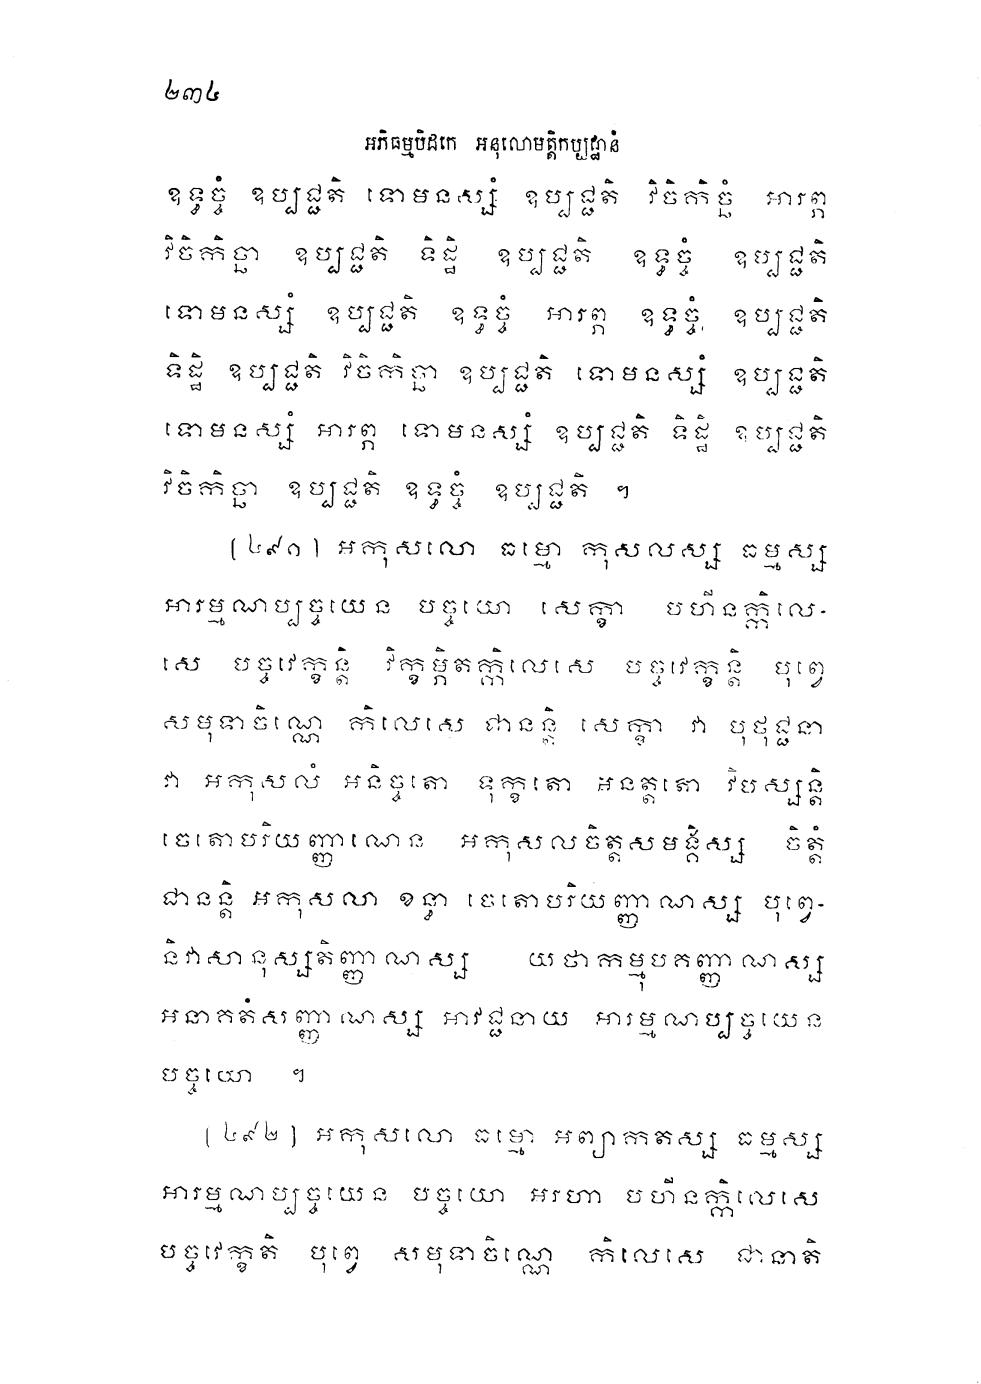 ២៣៤
អភិធម្មបិដកេ អនុលោមត្តិកប្បដ្ឋានំ
ឧទ្ធច្ចំ ឧប្បជ្ជតិ ទោមនស្សំ ឧប្បជ្ជតិ វិចិកិច្ឆំ អារព្ភ
វិចិកិច្ឆា ឧប្បជ្ជតិ ទិដ្ឋិ ឧប្បជ្ជតិ ឧទ្ធច្ចំ ឧប្បជ្ជតិ
ទោមនស្សំ ឧប្បជ្ជតិ ឧទ្ធច្ចំ អារព្ភ ឧទ្ធច្ចំ ឧប្បជ្ជតិ
ទិដ្ឋិ ឧប្បជ្ជតិ វិចិកិច្ឆា ឧប្បជ្ជតិ ទោមនស្សំ ឧប្បជ្ជតិ
ទោមនស្សំ អារព្ភ ទោមនស្សំ ឧប្បជ្ជតិ ទិដ្ឋិ ឧប្បជ្ជតិ
វិចិកិច្ឆា ឧប្បជ្ជតិ ឧទ្ធច្ចំ ឧប្បជ្ជតិ ។
(៤៩១) អកុសលោ ធម្មោ កុសលស្ស ធម្មស្ស
អារម្មណប្បច្ចយេន បច្ចយោ សេក្ខា បហីនក្កិលេ-
សេ បច្ចវេក្ខន្តិ វិក្ខម្ភិតក្កិលេសេ បច្ចវេក្ខន្តិ បុព្វេ
សមុទាចិណ្ណេ កិលេសេ ជានន្តិ សេក្ខា វា បុថុជ្ជនា
វា អកុសលំ អនិច្ចតោ ទុក្ខតោ អនត្តតោ វិបស្សន្តិ
ចេតោបរិយញ្ញាណេន អកុសលចិត្តសមង្គិស្ស ចិត្តំ
ជានន្តិ អកុសលា ខន្ធា ចេតោបរិយញ្ញាណស្ស បុព្វេ-
និវាសានុស្សតិញ្ញាណស្ស យថាកម្មុបគញ្ញាណស្ស
អនាគតំសញ្ញាណស្ស អាវជ្ជនាយ អារម្មណប្បច្ចយេន
បច្ចយោ ។
(៤៩២) អកុសលោ ធម្មោ អព្យាកតស្ស ធម្មស្ស
អារម្មណប្បច្ចយេន បច្ចយោ អរហា បហីនក្កិលេសេ
បច្ចវេក្ខតិ បុព្វេ សមុទាចិណ្ណេ កិលេសេ ជានាតិ